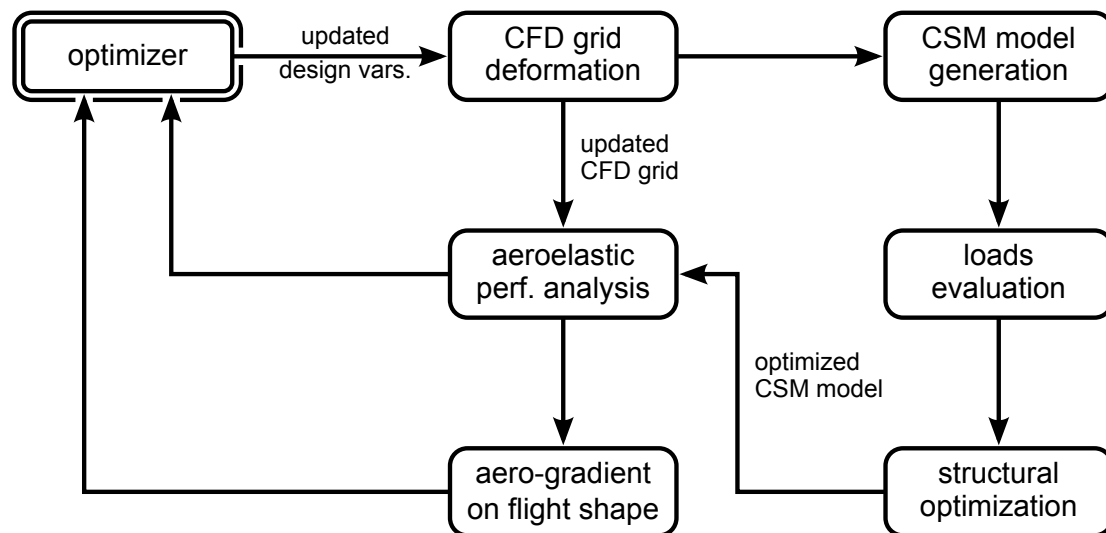 optimizer
updated
design vars.
CFD grid
deformation
CSM model
generation
updated
CFD grid
aeroelastic
perf. analysis
loads
evaluation
optimized
CSM model
aero-gradient
on flight shape
structural
optimization